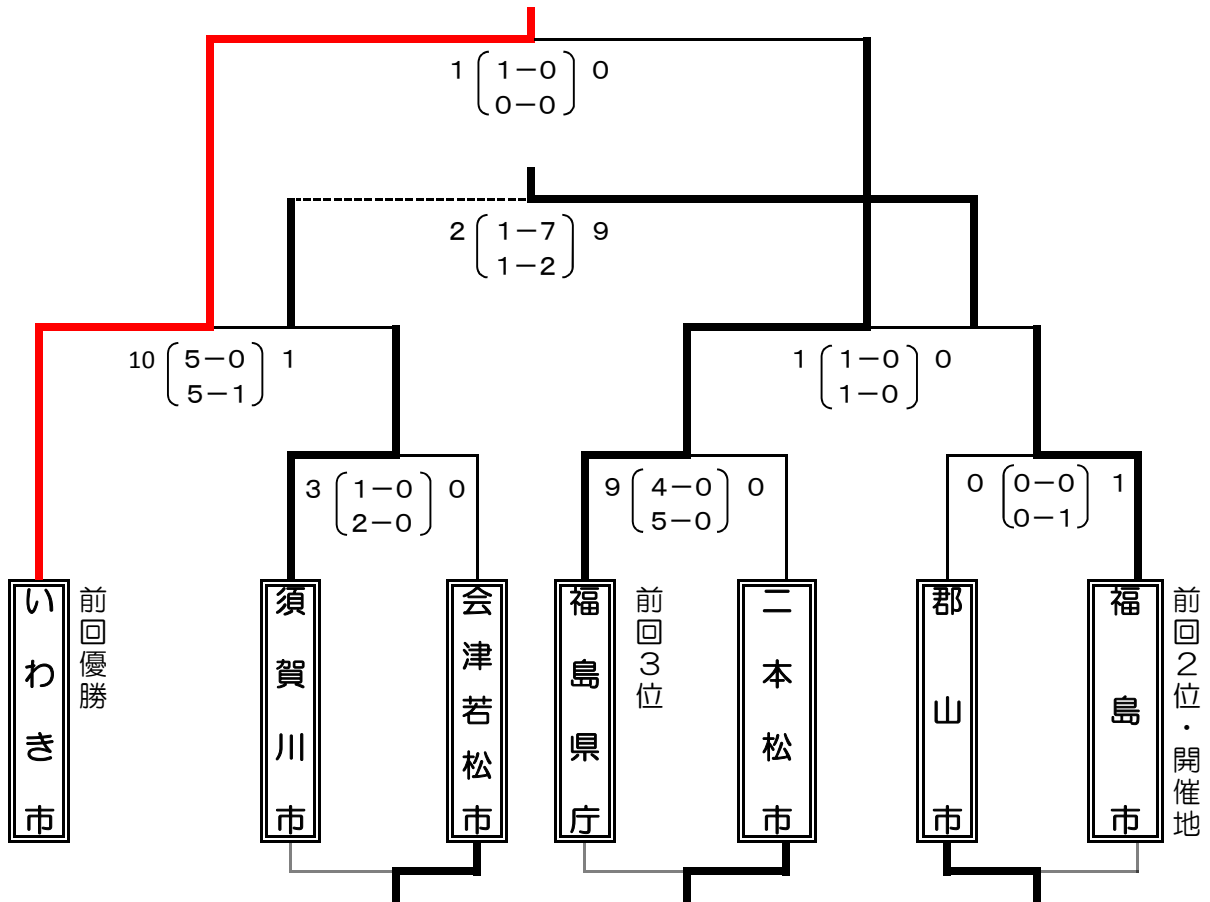 1 1－0 0
0－0
2 1－7 9
1－2
10 5－0 1
5－1
1 1－0 0
1－0
3 1－0 0
2－0
9 4－0 0
5－0
0 0－0 1
0－1
いわき市
前回優勝
須賀川市
会津若松市
福島県庁
前回3位
二本松市
郡山市
福島市
前回2位・開催地